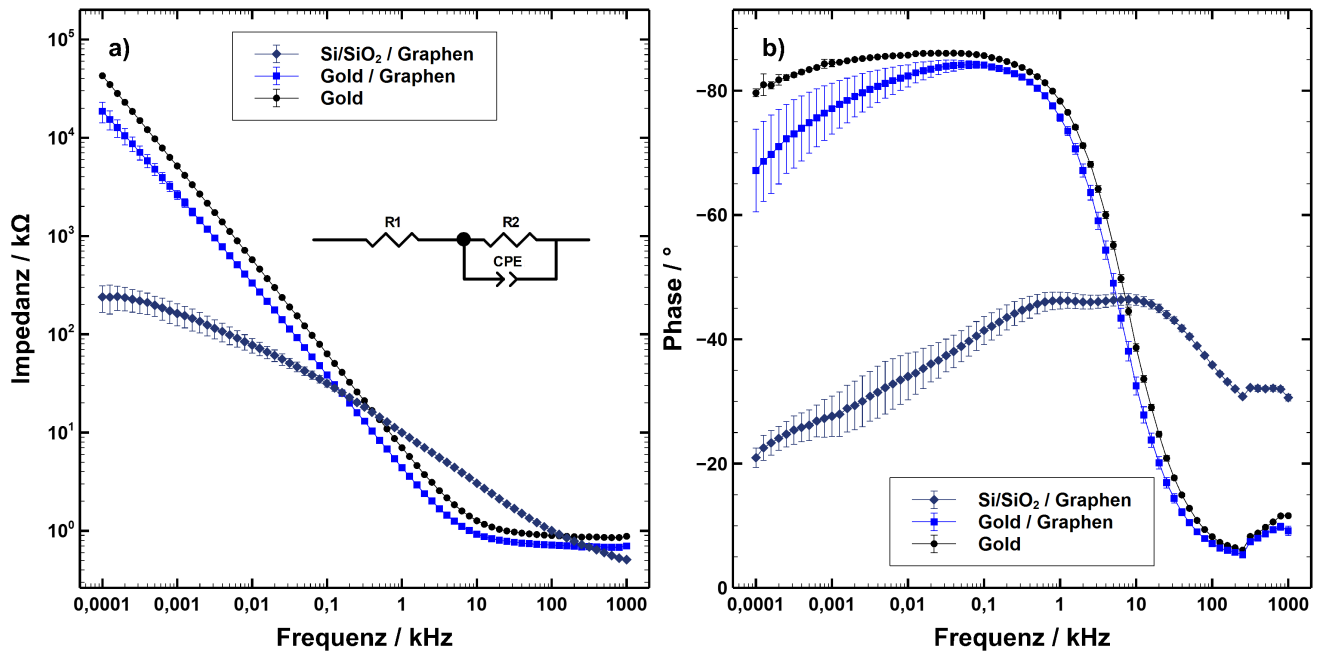 a)
Si/SiO₂ / Graphen
Gold / Graphen
Gold
10⁵
10⁴
10³
10²
10¹
10⁰
Impedanz / kΩ
R1
R2
CPE
0,0001
0,001
0,01
0,1
1
10
100
1000
Frequenz / kHz
b)
−80
−60
−40
−20
0
Phase / °
Si/SiO₂ / Graphen
Gold / Graphen
Gold
0,0001
0,001
0,01
0,1
1
10
100
1000
Frequenz / kHz